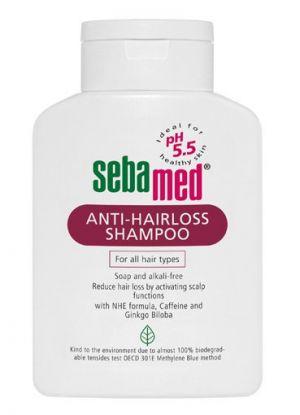 ideal for
pH
5.5
healthy skin
sebamed®
ANTI-HAIRLOSS
SHAMPOO
For all hair types
Soap and alkali-free
Reduce hair loss by activating scalp
functions
with NHE formula, Caffeine and
Ginkgo Biloba
Kind to the environment due to almost 100% biodegrad-
able tensides test OECD 301E Methylene Blue method